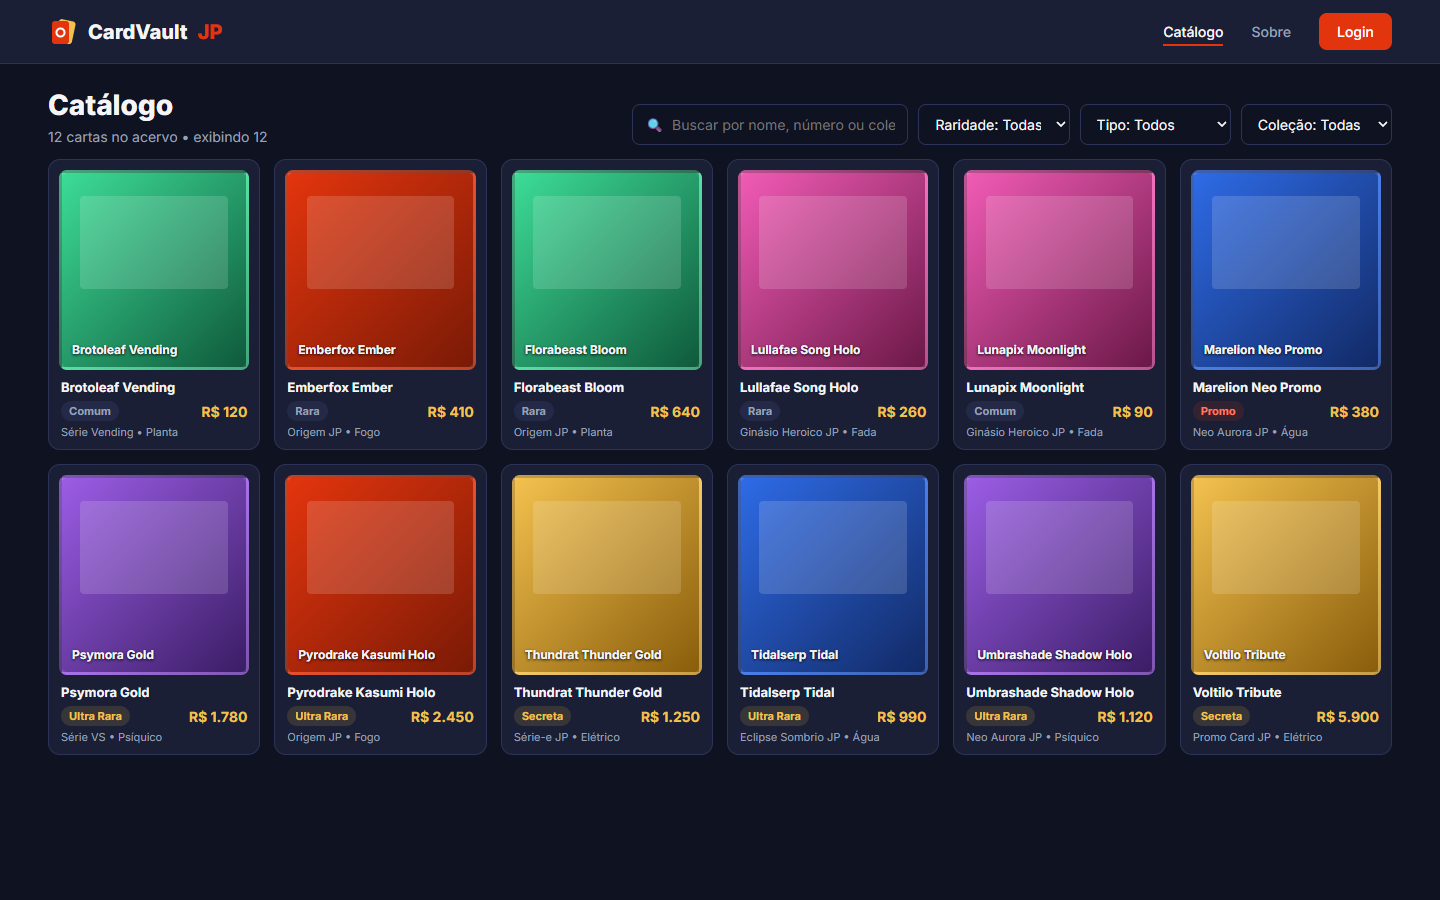 CardVault JP
Catálogo
Sobre
Login
Catálogo
12 cartas no acervo • exibindo 12
Buscar por nome, número ou cole
Raridade: Todas
Tipo: Todos
Coleção: Todas
Brotoleaf Vending
Brotoleaf Vending
Comum
R$ 120
Série Vending • Planta
Emberfox Ember
Emberfox Ember
Rara
R$ 410
Origem JP • Fogo
Florabeast Bloom
Florabeast Bloom
Rara
R$ 640
Origem JP • Planta
Lullafae Song Holo
Lullafae Song Holo
Rara
R$ 260
Ginásio Heroico JP • Fada
Lunapix Moonlight
Lunapix Moonlight
Comum
R$ 90
Ginásio Heroico JP • Fada
Marelion Neo Promo
Marelion Neo Promo
Promo
R$ 380
Neo Aurora JP • Água
Psymora Gold
Psymora Gold
Ultra Rara
R$ 1.780
Série VS • Psíquico
Pyrodrake Kasumi Holo
Pyrodrake Kasumi Holo
Ultra Rara
R$ 2.450
Origem JP • Fogo
Thundrat Thunder Gold
Thundrat Thunder Gold
Secreta
R$ 1.250
Série-e JP • Elétrico
Tidalserp Tidal
Tidalserp Tidal
Ultra Rara
R$ 990
Eclipse Sombrio JP • Água
Umbrashade Shadow Holo
Umbrashade Shadow Holo
Ultra Rara
R$ 1.120
Neo Aurora JP • Psíquico
Voltilo Tribute
Voltilo Tribute
Secreta
R$ 5.900
Promo Card JP • Elétrico